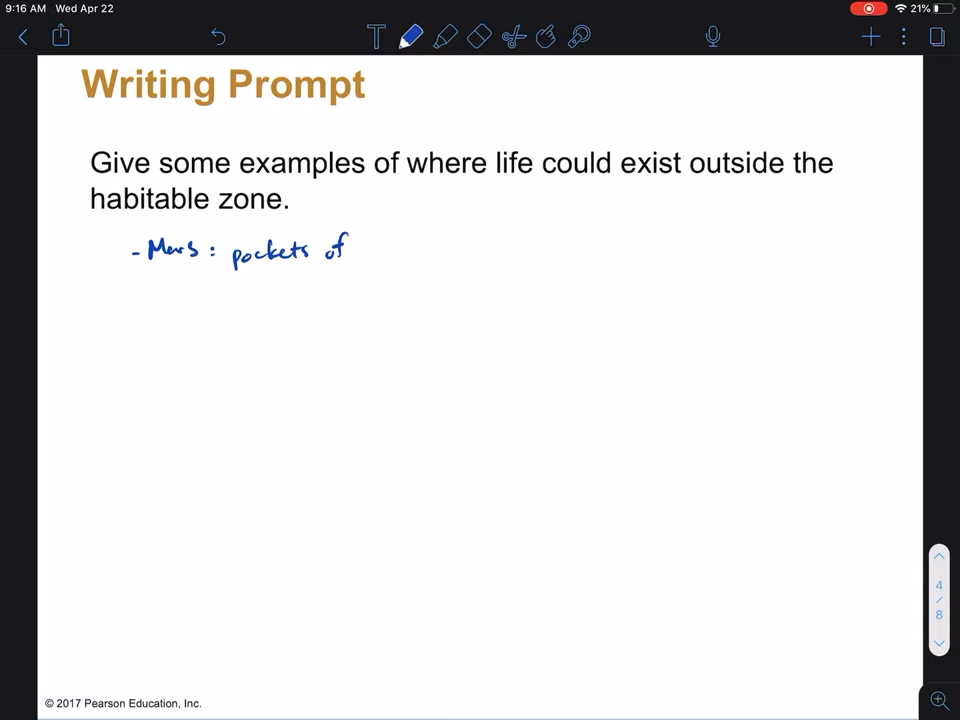 9:16 AM Wed Apr 22
21%
T
Writing Prompt
Give some examples of where life could exist outside the
habitable zone.
- Mars : pockets of
4
/
8
© 2017 Pearson Education, Inc.